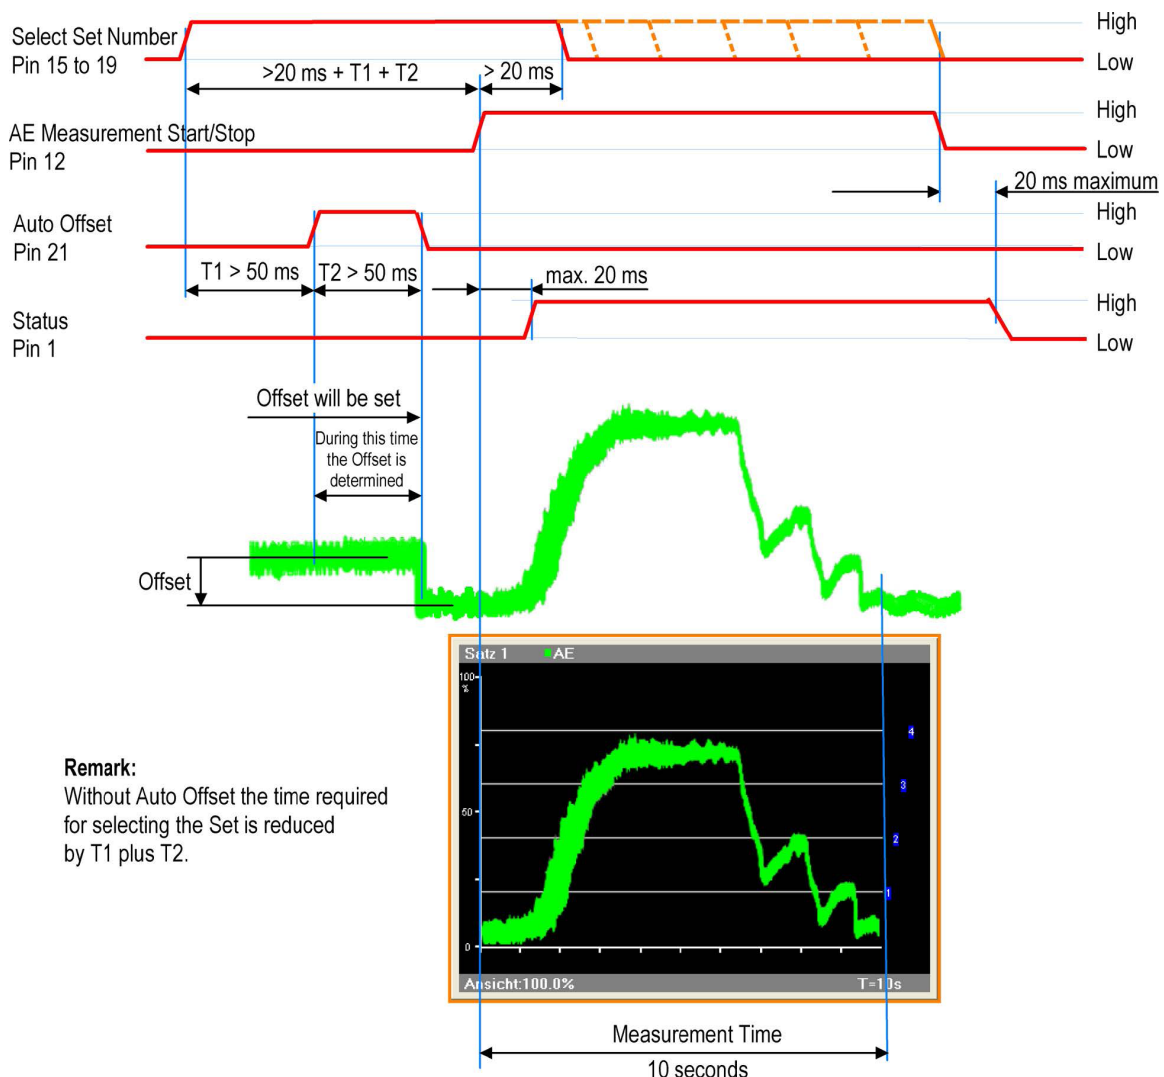 Select Set Number
Pin 15 to 19
High
Low
>20 ms + T1 + T2
> 20 ms
AE Measurement Start/Stop
Pin 12
High
Low
20 ms maximum
Auto Offset
Pin 21
High
Low
T1 > 50 ms
T2 > 50 ms
max. 20 ms
Status
Pin 1
High
Low
Offset will be set
During this time
the Offset is
determined
Offset
Satz 1
AE
100
%
4
3
50
2
1
0
Ansicht:100.0%
T=10s
Remark:
Without Auto Offset the time required
for selecting the Set is reduced
by T1 plus T2.
Measurement Time
10 seconds